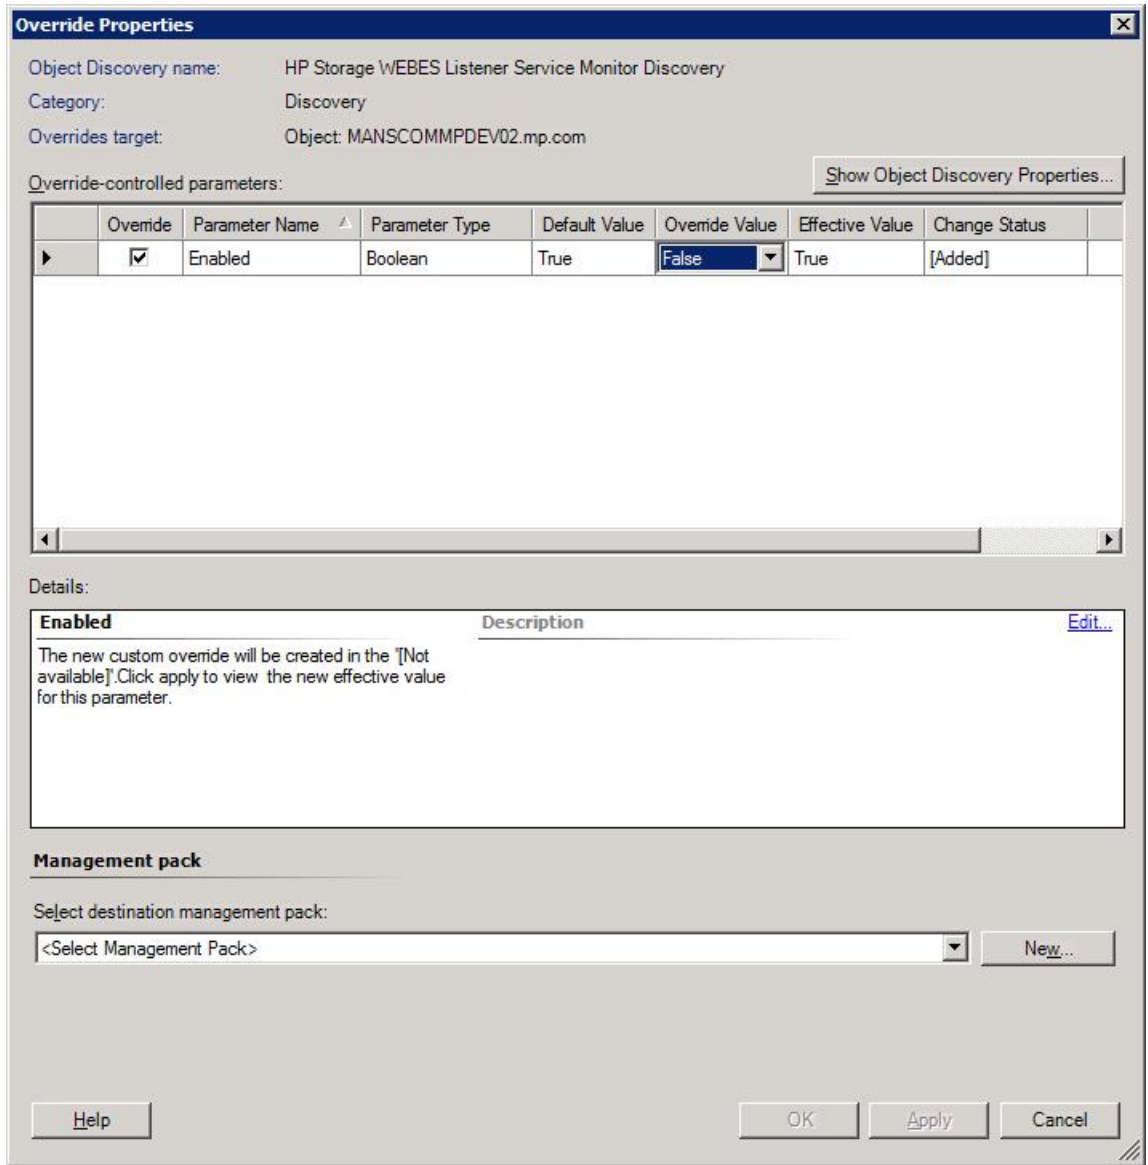 Override Properties
Object Discovery name: HP Storage WEBES Listener Service Monitor Discovery
Category: Discovery
Overrides target: Object: MANSCOMMPDEV02.mp.com
Show Object Discovery Properties...
Override-controlled parameters:
Override Parameter Name Parameter Type Default Value Override Value Effective Value Change Status
Enabled Boolean True False True [Added]
Details:
Enabled Description Edit...
The new custom override will be created in the '[Not
available]'.Click apply to view the new effective value
for this parameter.
Management pack
Select destination management pack:
<Select Management Pack> New...
Help OK Apply Cancel